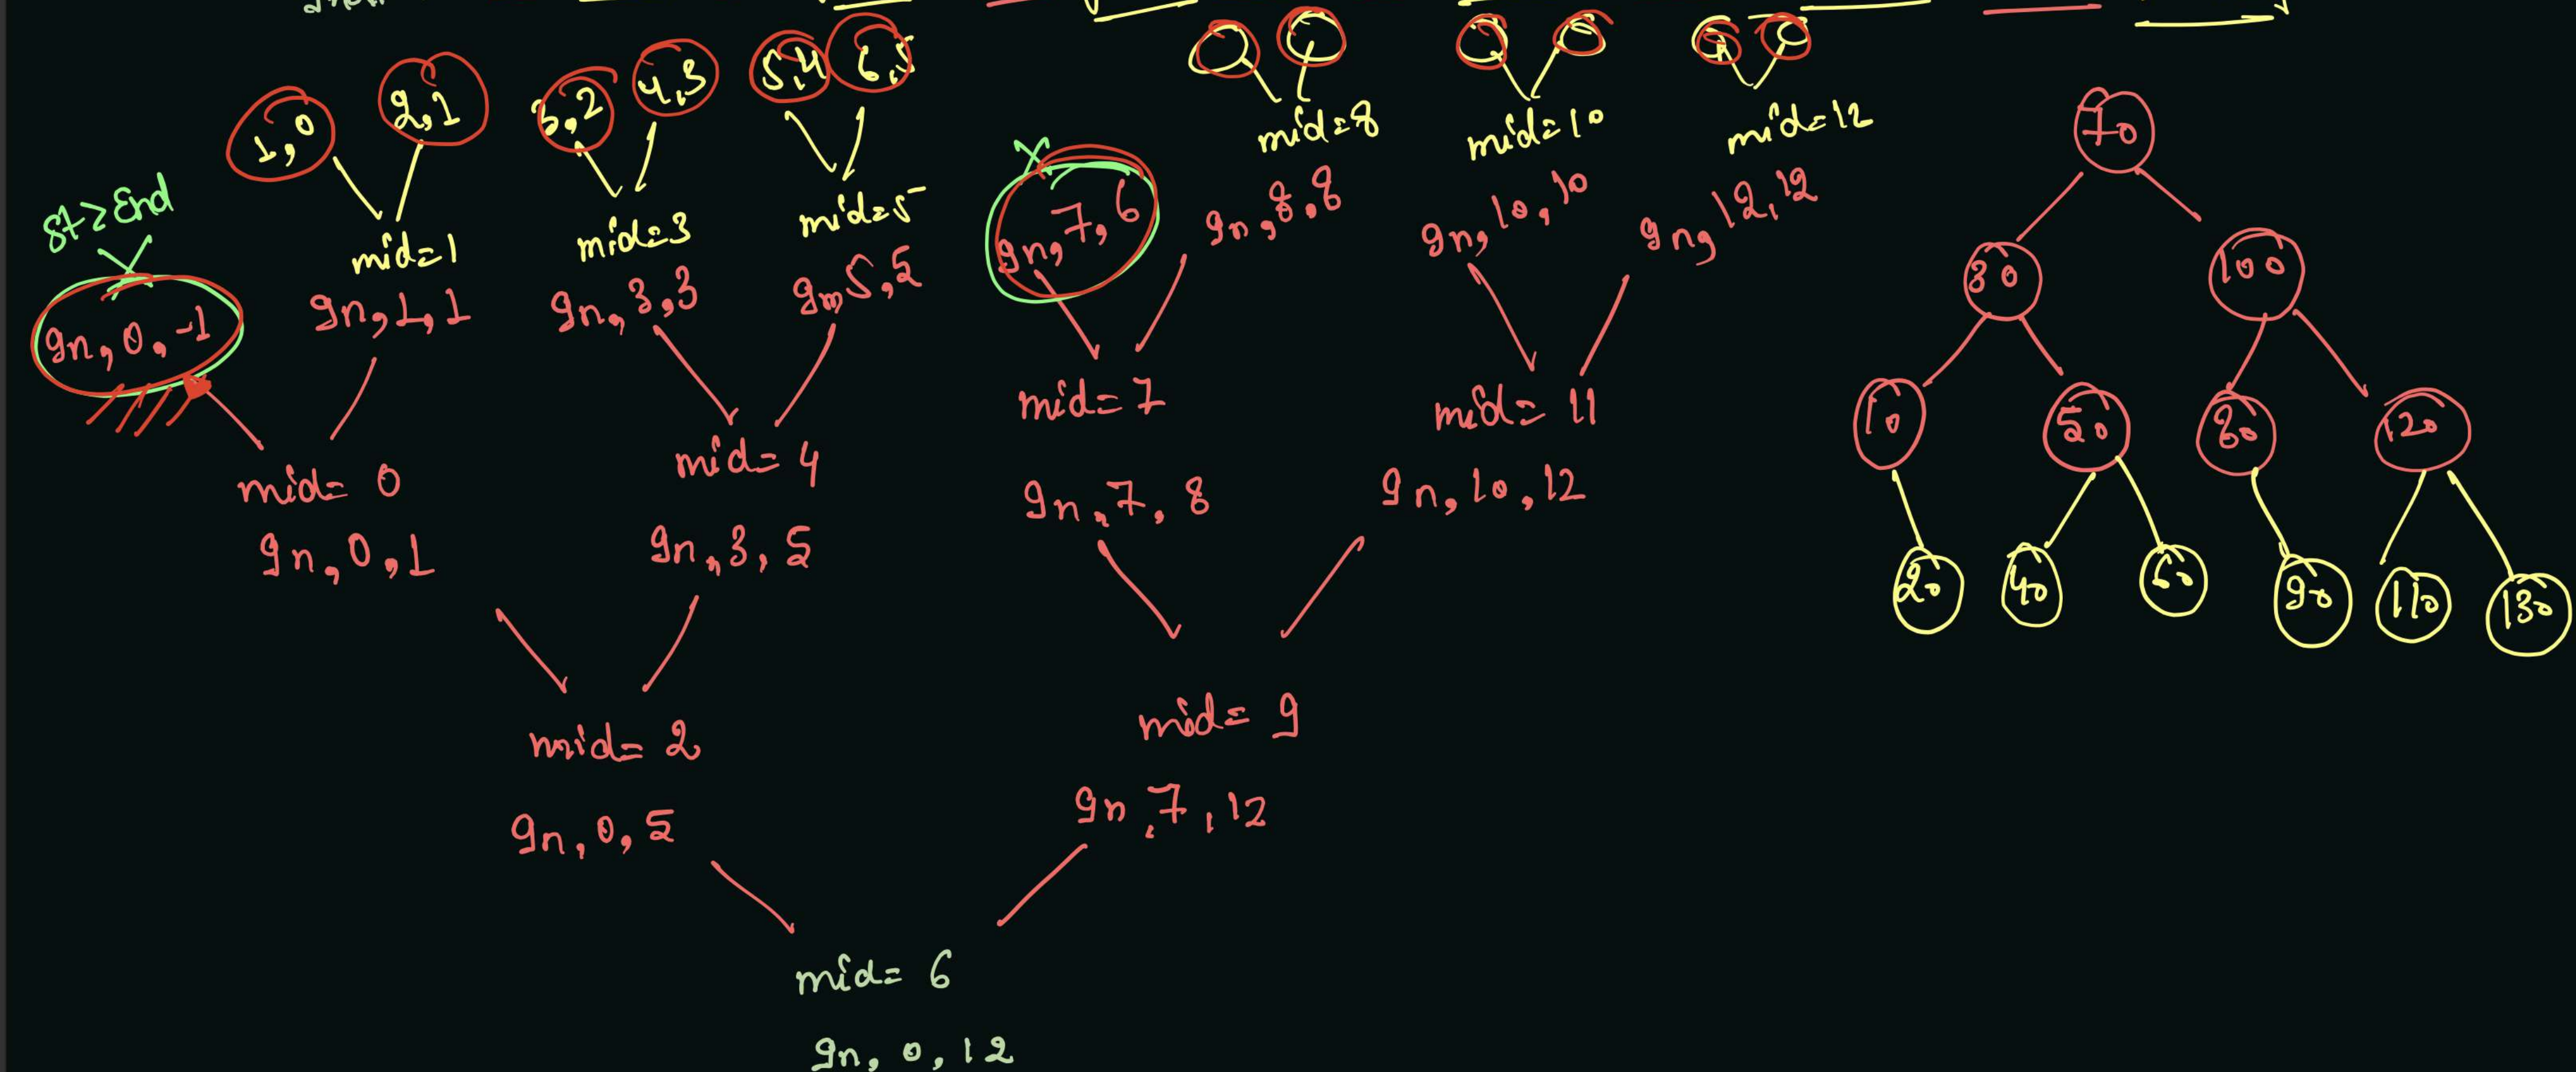 1,0
2,1
3,2
4,3
5,4
6,5
mid=8
mid=10
mid=12
70
St≥End
mid=1
mid=3
mid=5
gn,7,6
gn,8,8
gn,10,10
gn,12,12
30
100
gn,0,-1
gn,1,1
gn,3,3
gn,5,5
mid=7
mid=11
10
50
80
120
mid=0
mid=4
gn,7,8
gn,10,12
gn,0,1
gn,3,5
20
40
60
90
110
130
mid=2
mid=9
gn,0,5
gn,7,12
mid=6
gn,0,12